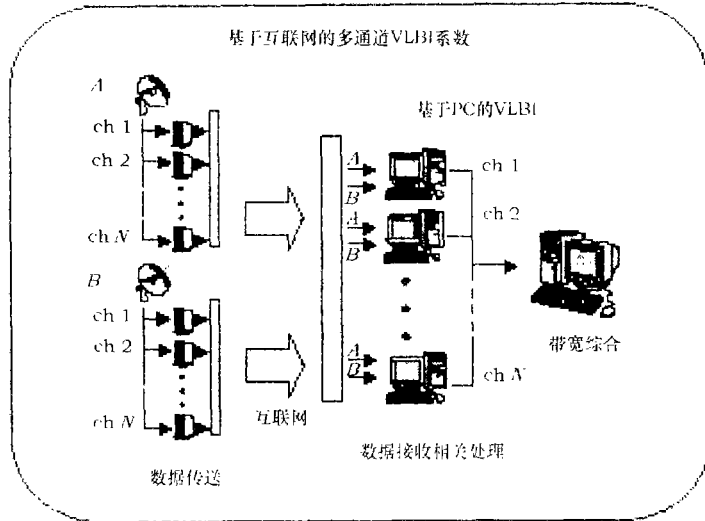 基于互联网的多通道VLBI系数
A
ch 1
ch 2
ch N
B
ch 1
ch 2
ch N
数据传送
互联网
基于PC的VLBI
A
B
A
B
A
B
ch 1
ch 2
ch N
数据接收相关处理
带宽综合